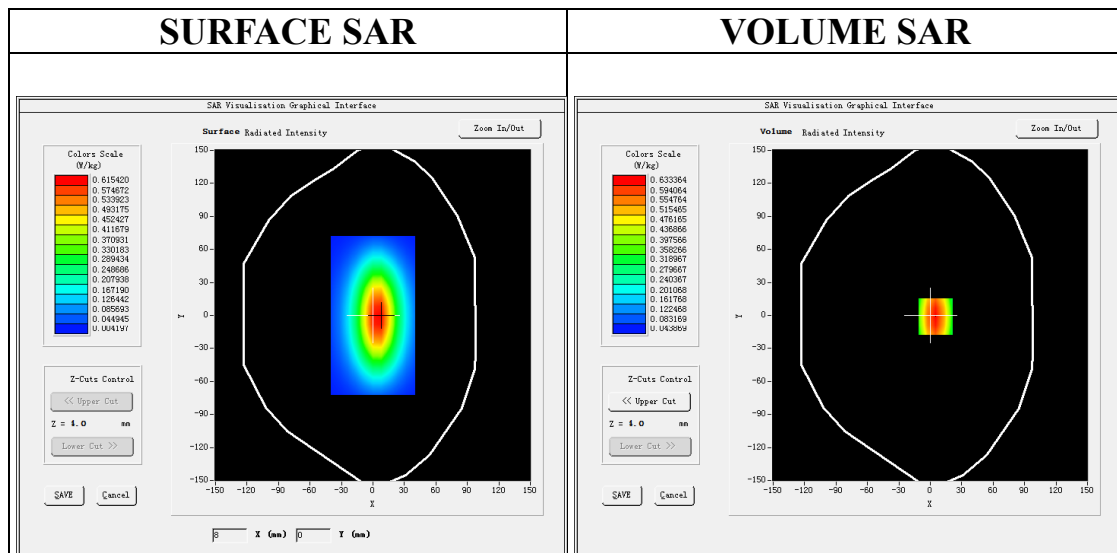 SURFACE SAR
SAR Visualisation Graphical Interface
Surface Radiated Intensity
Zoom In/Out
Colors Scale
(W/kg)
0.615420
0.574672
0.533923
0.493175
0.452427
0.411679
0.370931
0.330183
0.289434
0.248686
0.207938
0.167190
0.126442
0.085693
0.044945
0.004197
150
120
90
60
30
0
-30
-60
-90
-120
-150
Y
-150 -120 -90 -60 -30 0 30 60 90 120 150
X
Z-Cuts Control
<< Upper Cut
Z = 4.0 mm
Lower Cut >>
SAVE Cancel
8 X (mm) 0 Y (mm)
VOLUME SAR
SAR Visualisation Graphical Interface
Volume Radiated Intensity
Zoom In/Out
Colors Scale
(W/kg)
0.633364
0.594064
0.554764
0.515465
0.476165
0.436866
0.397566
0.358266
0.318967
0.279667
0.240367
0.201068
0.161768
0.122468
0.083169
0.043869
150
120
90
60
30
0
-30
-60
-90
-120
-150
Y
-150 -120 -90 -60 -30 0 30 60 90 120 150
X
Z-Cuts Control
<< Upper Cut
Z = 4.0 mm
Lower Cut >>
SAVE Cancel